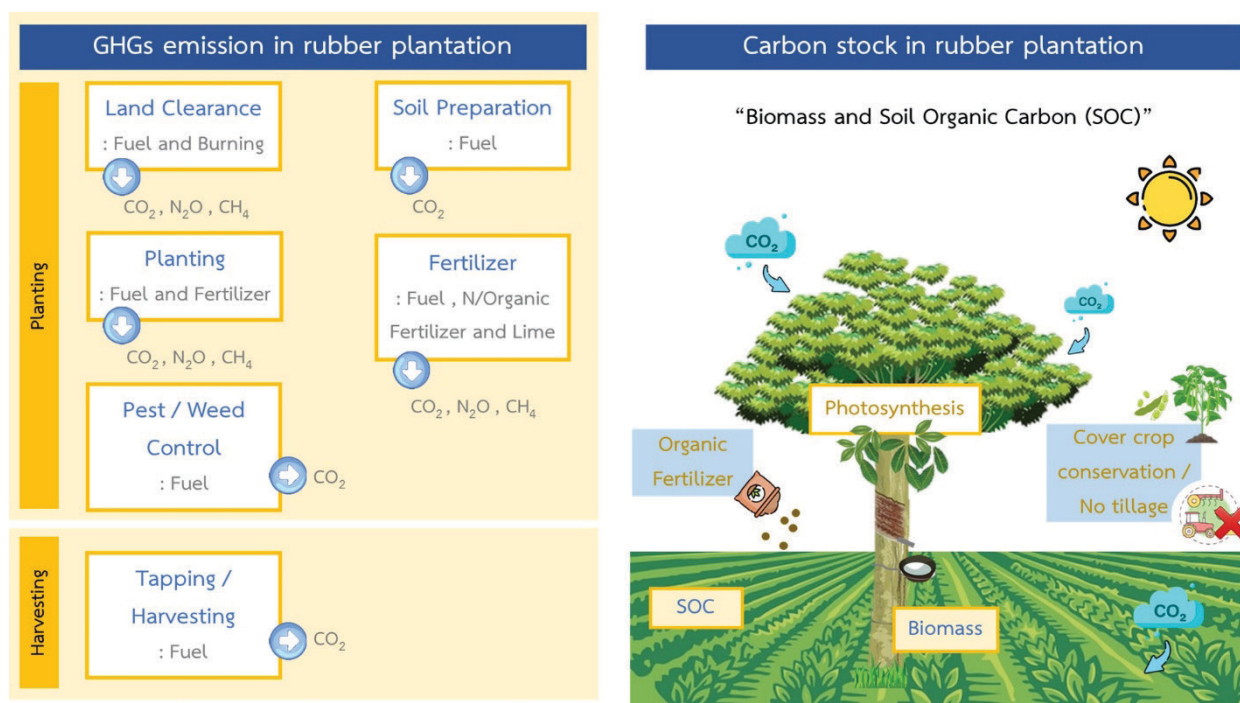 GHGs emission in rubber plantation
Planting
Land Clearance
: Fuel and Burning
CO₂ , N₂O , CH₄
Soil Preparation
: Fuel
CO₂
Planting
: Fuel and Fertilizer
CO₂, N₂O , CH₄
Fertilizer
: Fuel , N/Organic
Fertilizer and Lime
CO₂, N₂O , CH₄
Pest / Weed
Control
: Fuel
CO₂
Harvesting
Tapping /
Harvesting
: Fuel
CO₂
Carbon stock in rubber plantation
“Biomass and Soil Organic Carbon (SOC)”
CO₂
CO₂
Photosynthesis
Organic
Fertilizer
Cover crop
conservation /
No tillage
SOC
Biomass
CO₂